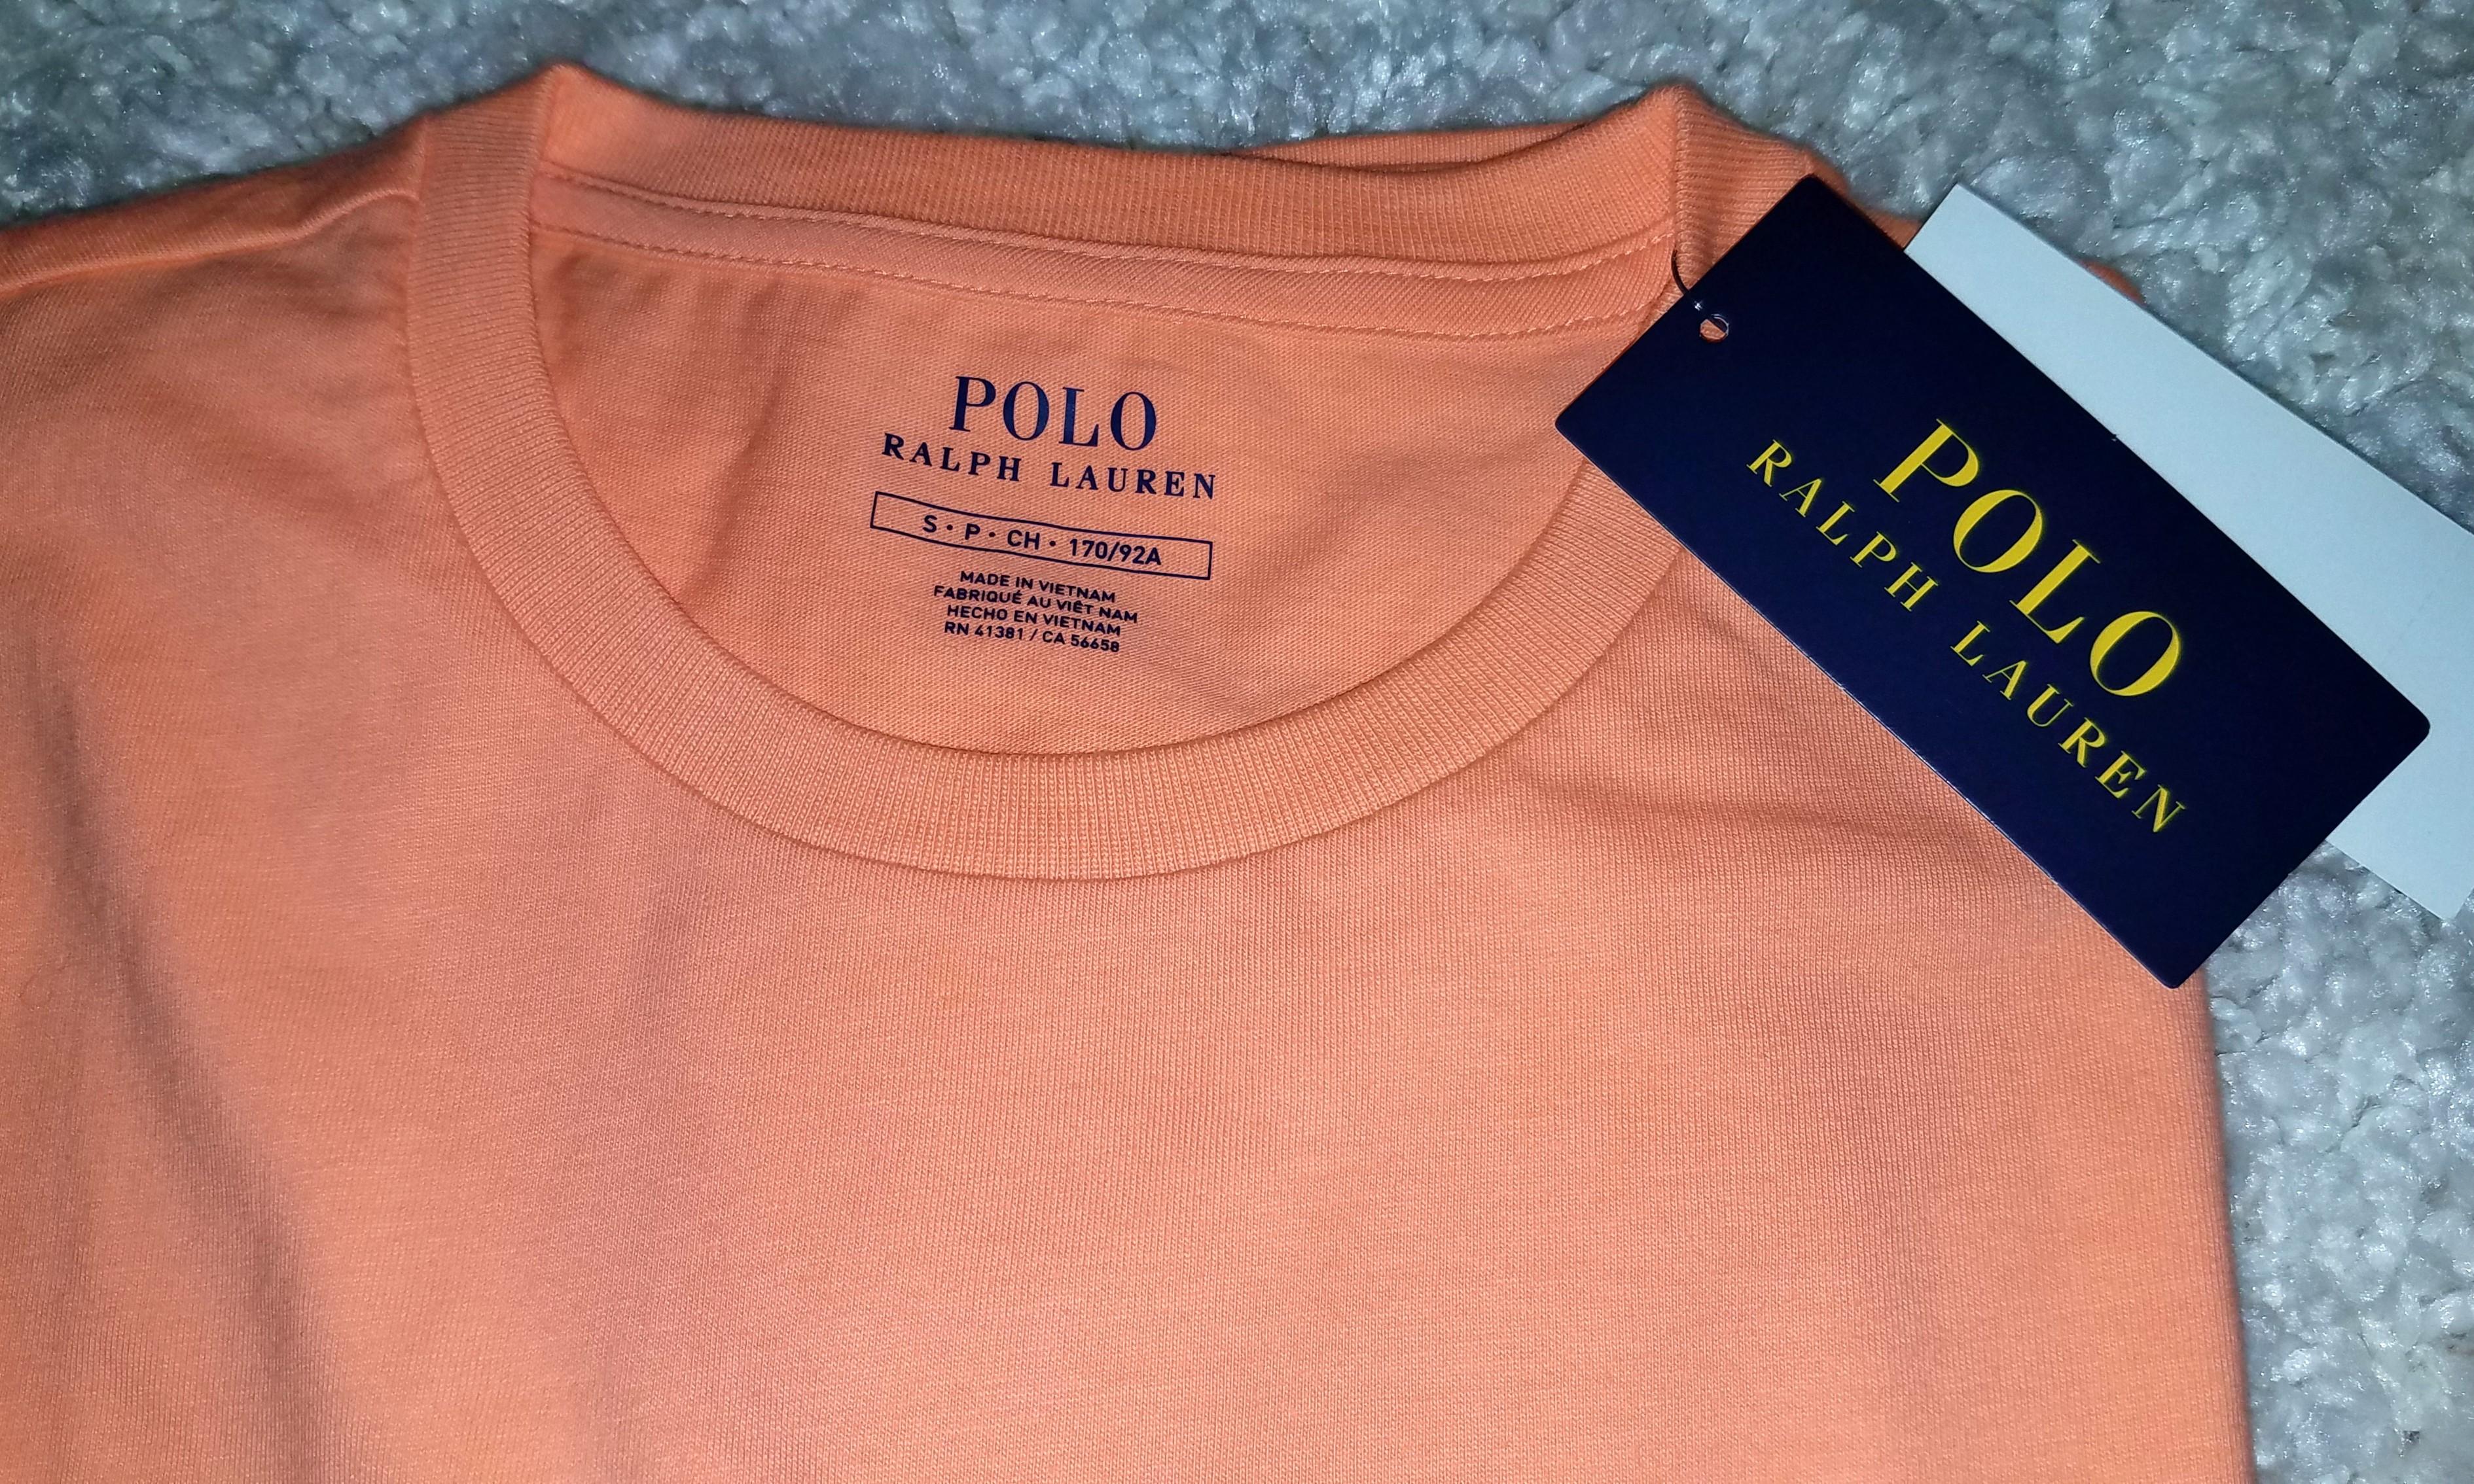 POLO
RALPH LAUREN
S • P • CH • 170/92A
MADE IN VIETNAM
FABRIQUÉ AU VIÊT NAM
HECHO EN VIETNAM
RN 41381 / CA 56658
POLO
RALPH LAUREN